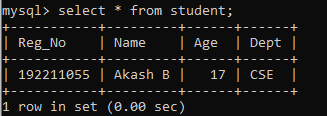 mysql> select * from student;
+-----------+---------+------+------+
| Reg_No    | Name    | Age  | Dept |
+-----------+---------+------+------+
| 192211055 | Akash B |   17 | CSE  |
+-----------+---------+------+------+
1 row in set (0.00 sec)